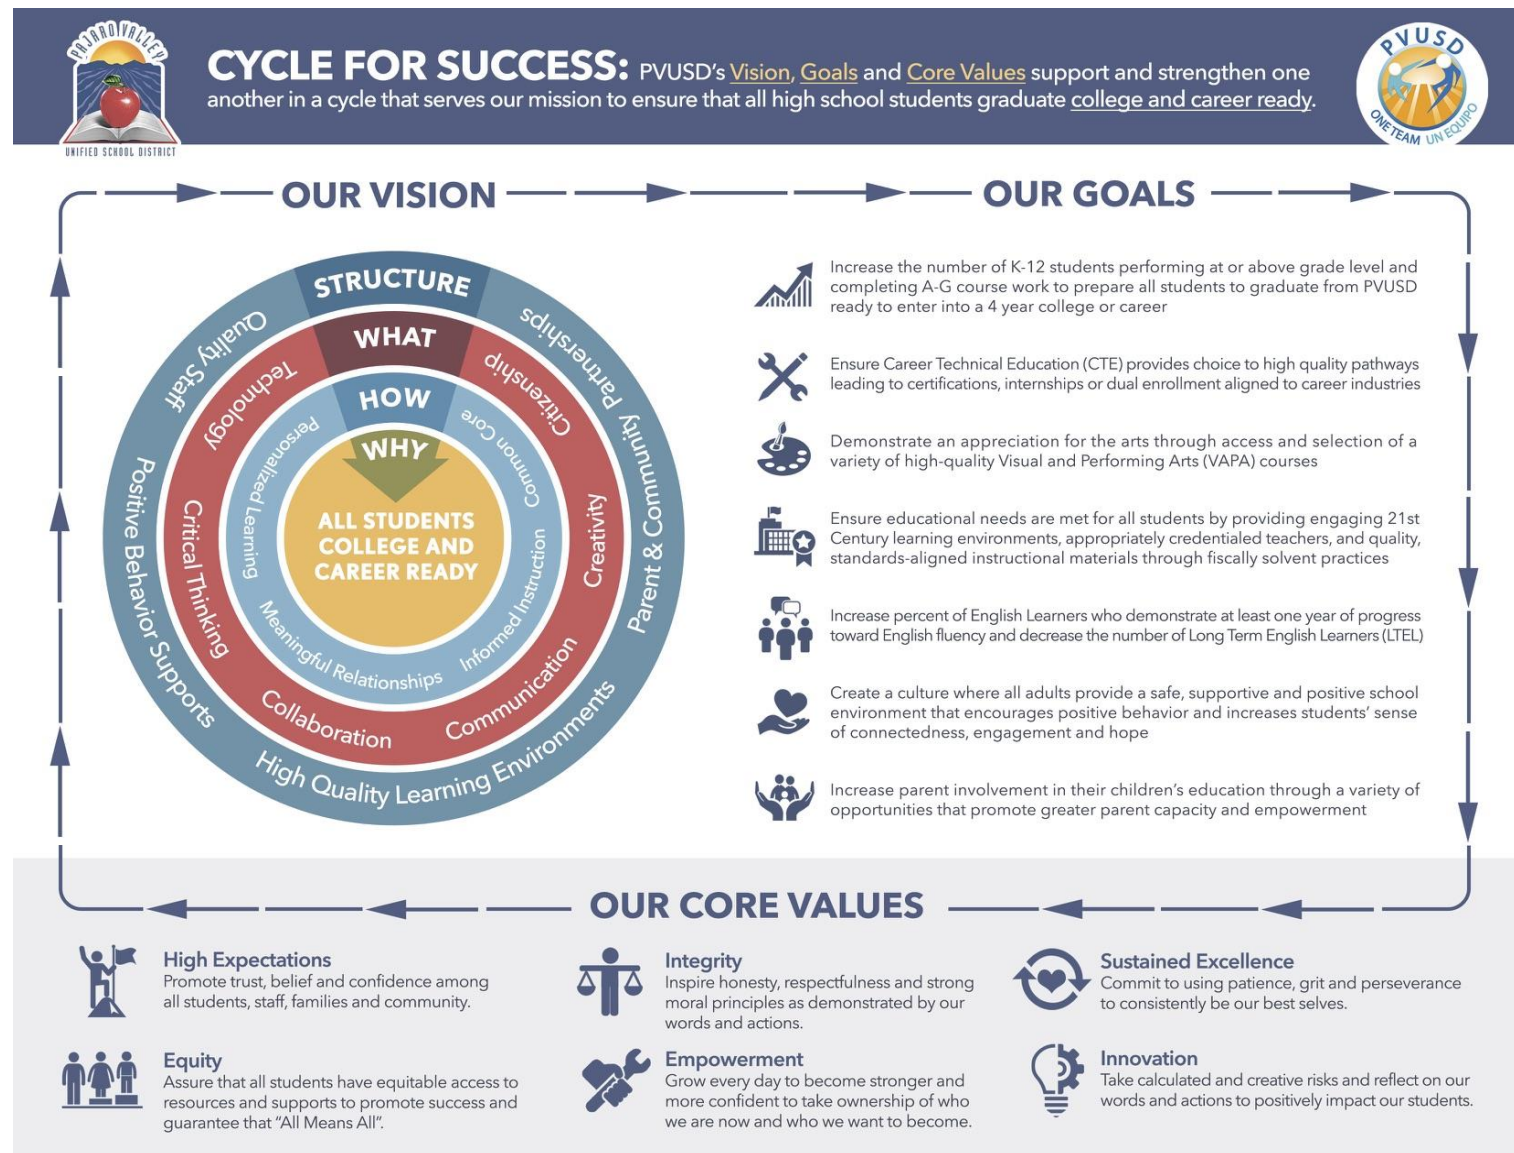 PAJARO VALLEY
UNIFIED SCHOOL DISTRICT
CYCLE FOR SUCCESS: PVUSD's Vision, Goals and Core Values support and strengthen one
another in a cycle that serves our mission to ensure that all high school students graduate college and career ready.
PVUSD
ONE TEAM UN EQUIPO
OUR VISION
STRUCTURE
Quality Staff
Positive Behavior Supports
High Quality Learning Environments
Parent & Community Partnerships
WHAT
Technology
Critical Thinking
Collaboration
Communication
Creativity
Citizenship
HOW
Personalized Learning
Meaningful Relationships
Informed Instruction
Common Core
WHY
ALL STUDENTS
COLLEGE AND
CAREER READY
OUR GOALS
Increase the number of K-12 students performing at or above grade level and
completing A-G course work to prepare all students to graduate from PVUSD
ready to enter into a 4 year college or career
Ensure Career Technical Education (CTE) provides choice to high quality pathways
leading to certifications, internships or dual enrollment aligned to career industries
Demonstrate an appreciation for the arts through access and selection of a
variety of high-quality Visual and Performing Arts (VAPA) courses
Ensure educational needs are met for all students by providing engaging 21st
Century learning environments, appropriately credentialed teachers, and quality,
standards-aligned instructional materials through fiscally solvent practices
Increase percent of English Learners who demonstrate at least one year of progress
toward English fluency and decrease the number of Long Term English Learners (LTEL)
Create a culture where all adults provide a safe, supportive and positive school
environment that encourages positive behavior and increases students' sense
of connectedness, engagement and hope
Increase parent involvement in their children's education through a variety of
opportunities that promote greater parent capacity and empowerment
OUR CORE VALUES
High Expectations
Promote trust, belief and confidence among
all students, staff, families and community.
Integrity
Inspire honesty, respectfulness and strong
moral principles as demonstrated by our
words and actions.
Sustained Excellence
Commit to using patience, grit and perseverance
to consistently be our best selves.
Equity
Assure that all students have equitable access to
resources and supports to promote success and
guarantee that "All Means All".
Empowerment
Grow every day to become stronger and
more confident to take ownership of who
we are now and who we want to become.
Innovation
Take calculated and creative risks and reflect on our
words and actions to positively impact our students.